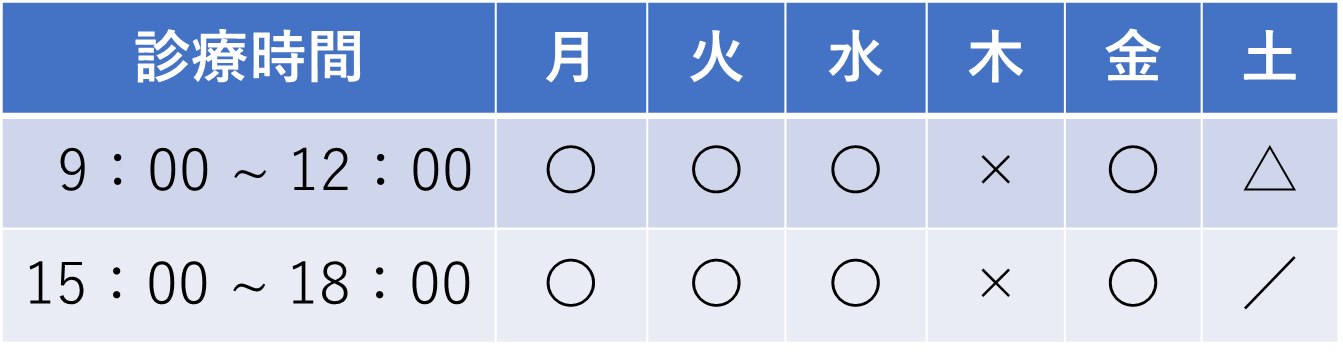 診療時間 月 火 水 木 金 土
9：00 ~ 12：00 ○ ○ ○ × ○ △
15：00 ~ 18：00 ○ ○ ○ × ○ ／